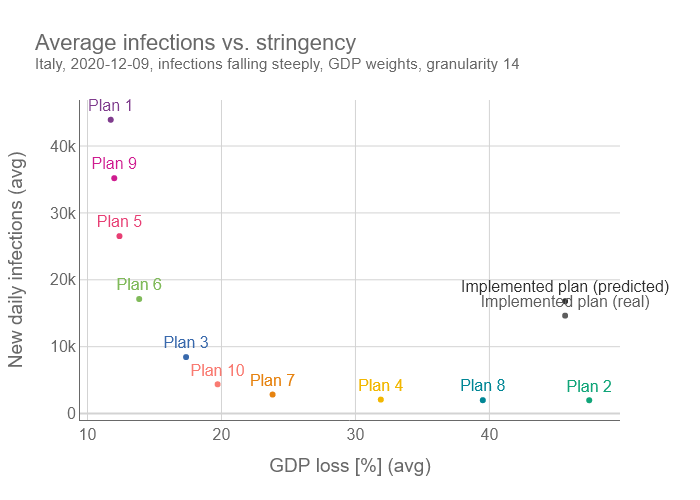 Average infections vs. stringency
Italy, 2020-12-09, infections falling steeply, GDP weights, granularity 14
New daily infections (avg)
40k
30k
20k
10k
0
Plan 1
Plan 9
Plan 5
Plan 6
Implemented plan (predicted)
Implemented plan (real)
Plan 3
Plan 10
Plan 7
Plan 4
Plan 8
Plan 2
10
20
30
40
GDP loss [%] (avg)